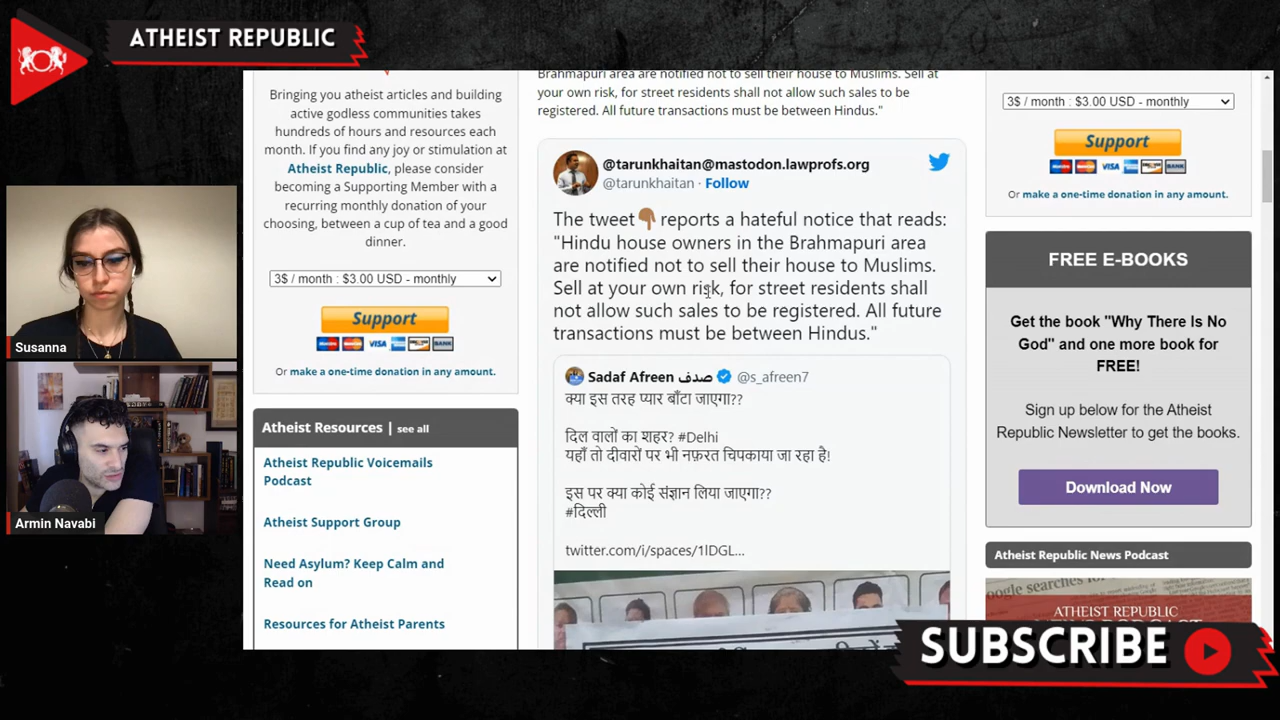 ATHEIST REPUBLIC
Bringing you atheist articles and building
active godless communities takes
hundreds of hours and resources each
month. If you find any joy or stimulation at
Atheist Republic, please consider
becoming a Supporting Member with a
recurring monthly donation of your
choosing, between a cup of tea and a good
dinner.
3$ / month : $3.00 USD - monthly
Support
VISA
BANK
Or make a one-time donation in any amount.
Atheist Resources | see all
Atheist Republic Voicemails
Podcast
Atheist Support Group
Need Asylum? Keep Calm and
Read on
Resources for Atheist Parents
Brahmapuri area are notified not to sell their house to Muslims. Sell at
your own risk, for street residents shall not allow such sales to be
registered. All future transactions must be between Hindus."
@tarunkhaitan@mastodon.lawprofs.org
@tarunkhaitan · Follow
The tweet👇🏾reports a hateful notice that reads:
"Hindu house owners in the Brahmapuri area
are notified not to sell their house to Muslims.
Sell at your own risk, for street residents shall
not allow such sales to be registered. All future
transactions must be between Hindus."
Sadaf Afreen صدف @s_afreen7
क्या इस तरह प्यार बाँटा जाएगा??
दिल वालों का शहर? #Delhi
यहाँ तो दीवारों पर भी नफ़रत चिपकाया जा रहा है!
इस पर क्या कोई संज्ञान लिया जाएगा??
#दिल्ली
twitter.com/i/spaces/1lDGL...
3$ / month : $3.00 USD - monthly
Support
VISA
BANK
Or make a one-time donation in any amount.
FREE E-BOOKS
Get the book "Why There Is No
God" and one more book for
FREE!
Sign up below for the Atheist
Republic Newsletter to get the books.
Download Now
Atheist Republic News Podcast
ogle searches fo
ATHEIST REPUBLIC
Susanna
Armin Navabi
SUBSCRIBE